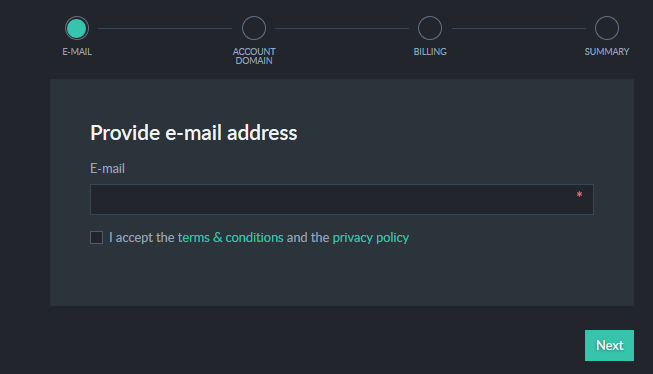 E-MAIL
ACCOUNT
DOMAIN
BILLING
SUMMARY
Provide e-mail address
E-mail
*
I accept the terms & conditions and the privacy policy
Next